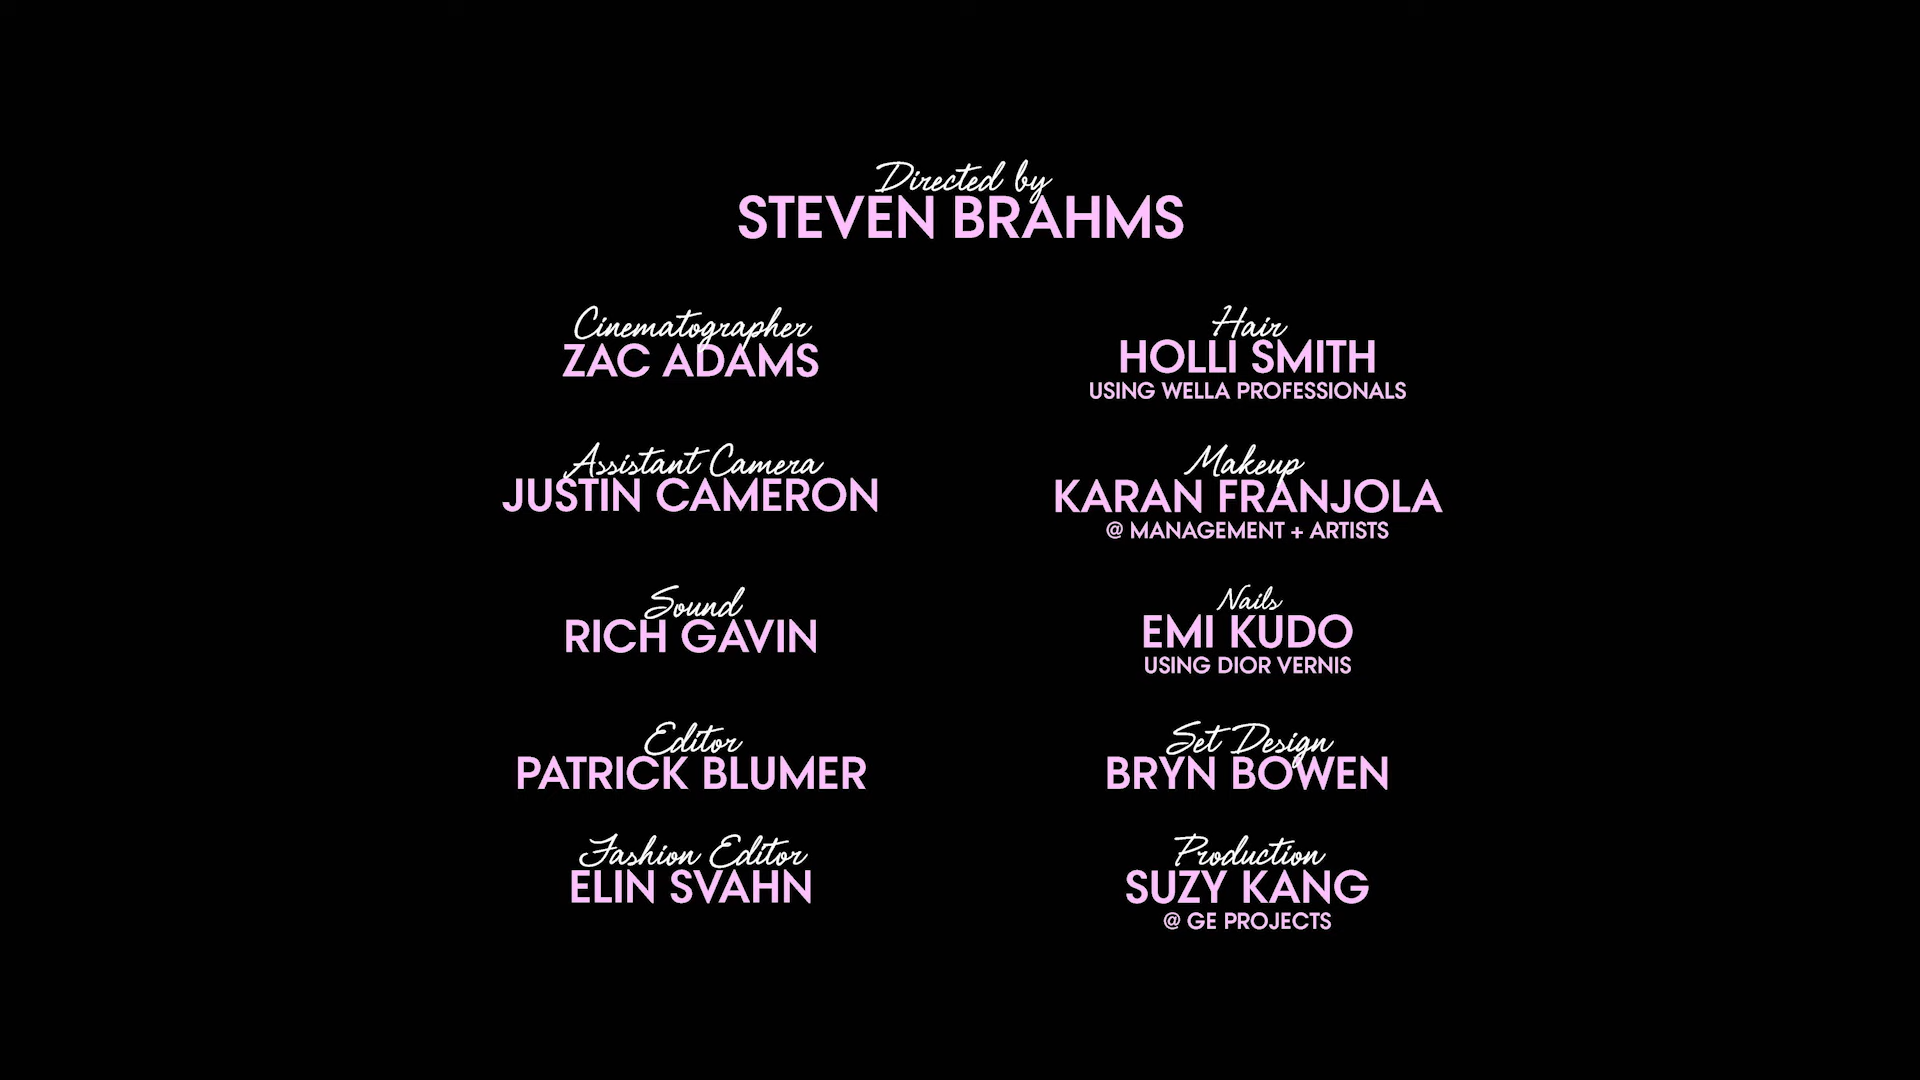 Directed by
STEVEN BRAHMS
Cinematographer
ZAC ADAMS
Assistant Camera
JUSTIN CAMERON
Sound
RICH GAVIN
Editor
PATRICK BLUMER
Fashion Editor
ELIN SVAHN
Hair
HOLLI SMITH
USING WELLA PROFESSIONALS
Makeup
KARAN FRANJOLA
@ MANAGEMENT + ARTISTS
Nails
EMI KUDO
USING DIOR VERNIS
Set Design
BRYN BOWEN
Production
SUZY KANG
@ GE PROJECTS